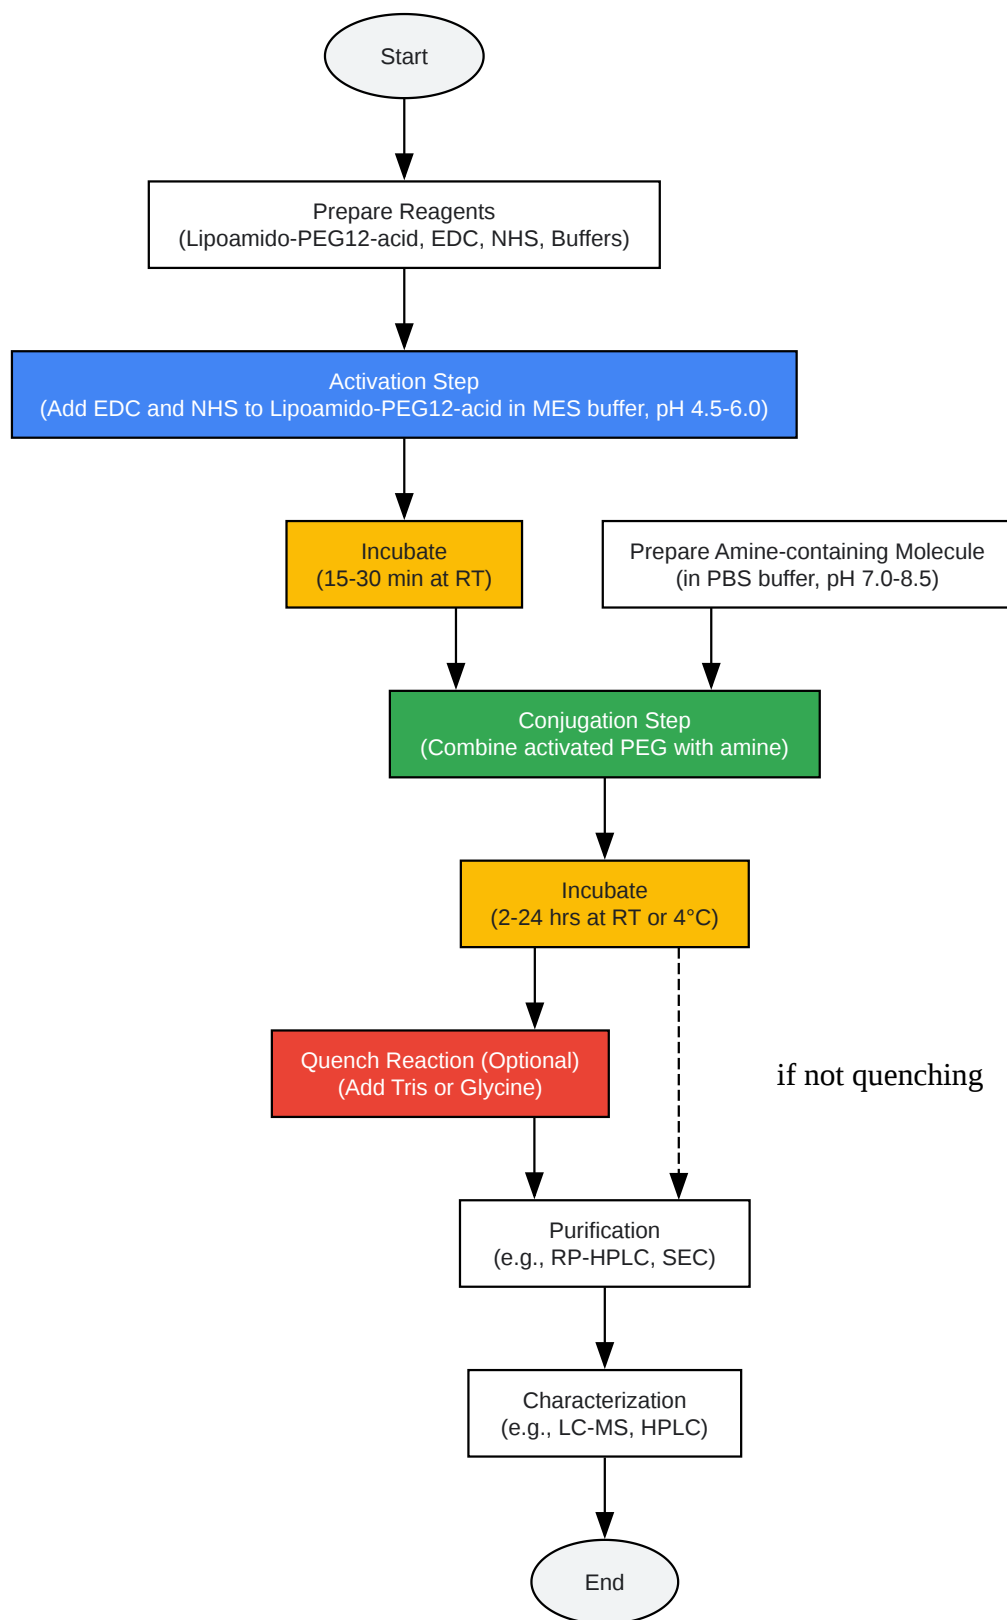 Start
Prepare Reagents
(Lipoamido-PEG12-acid, EDC, NHS, Buffers)
Activation Step
(Add EDC and NHS to Lipoamido-PEG12-acid in MES buffer, pH 4.5-6.0)
Incubate
(15-30 min at RT)
Prepare Amine-containing Molecule
(in PBS buffer, pH 7.0-8.5)
Conjugation Step
(Combine activated PEG with amine)
Incubate
(2-24 hrs at RT or 4°C)
Quench Reaction (Optional)
(Add Tris or Glycine)
if not quenching
Purification
(e.g., RP-HPLC, SEC)
Characterization
(e.g., LC-MS, HPLC)
End